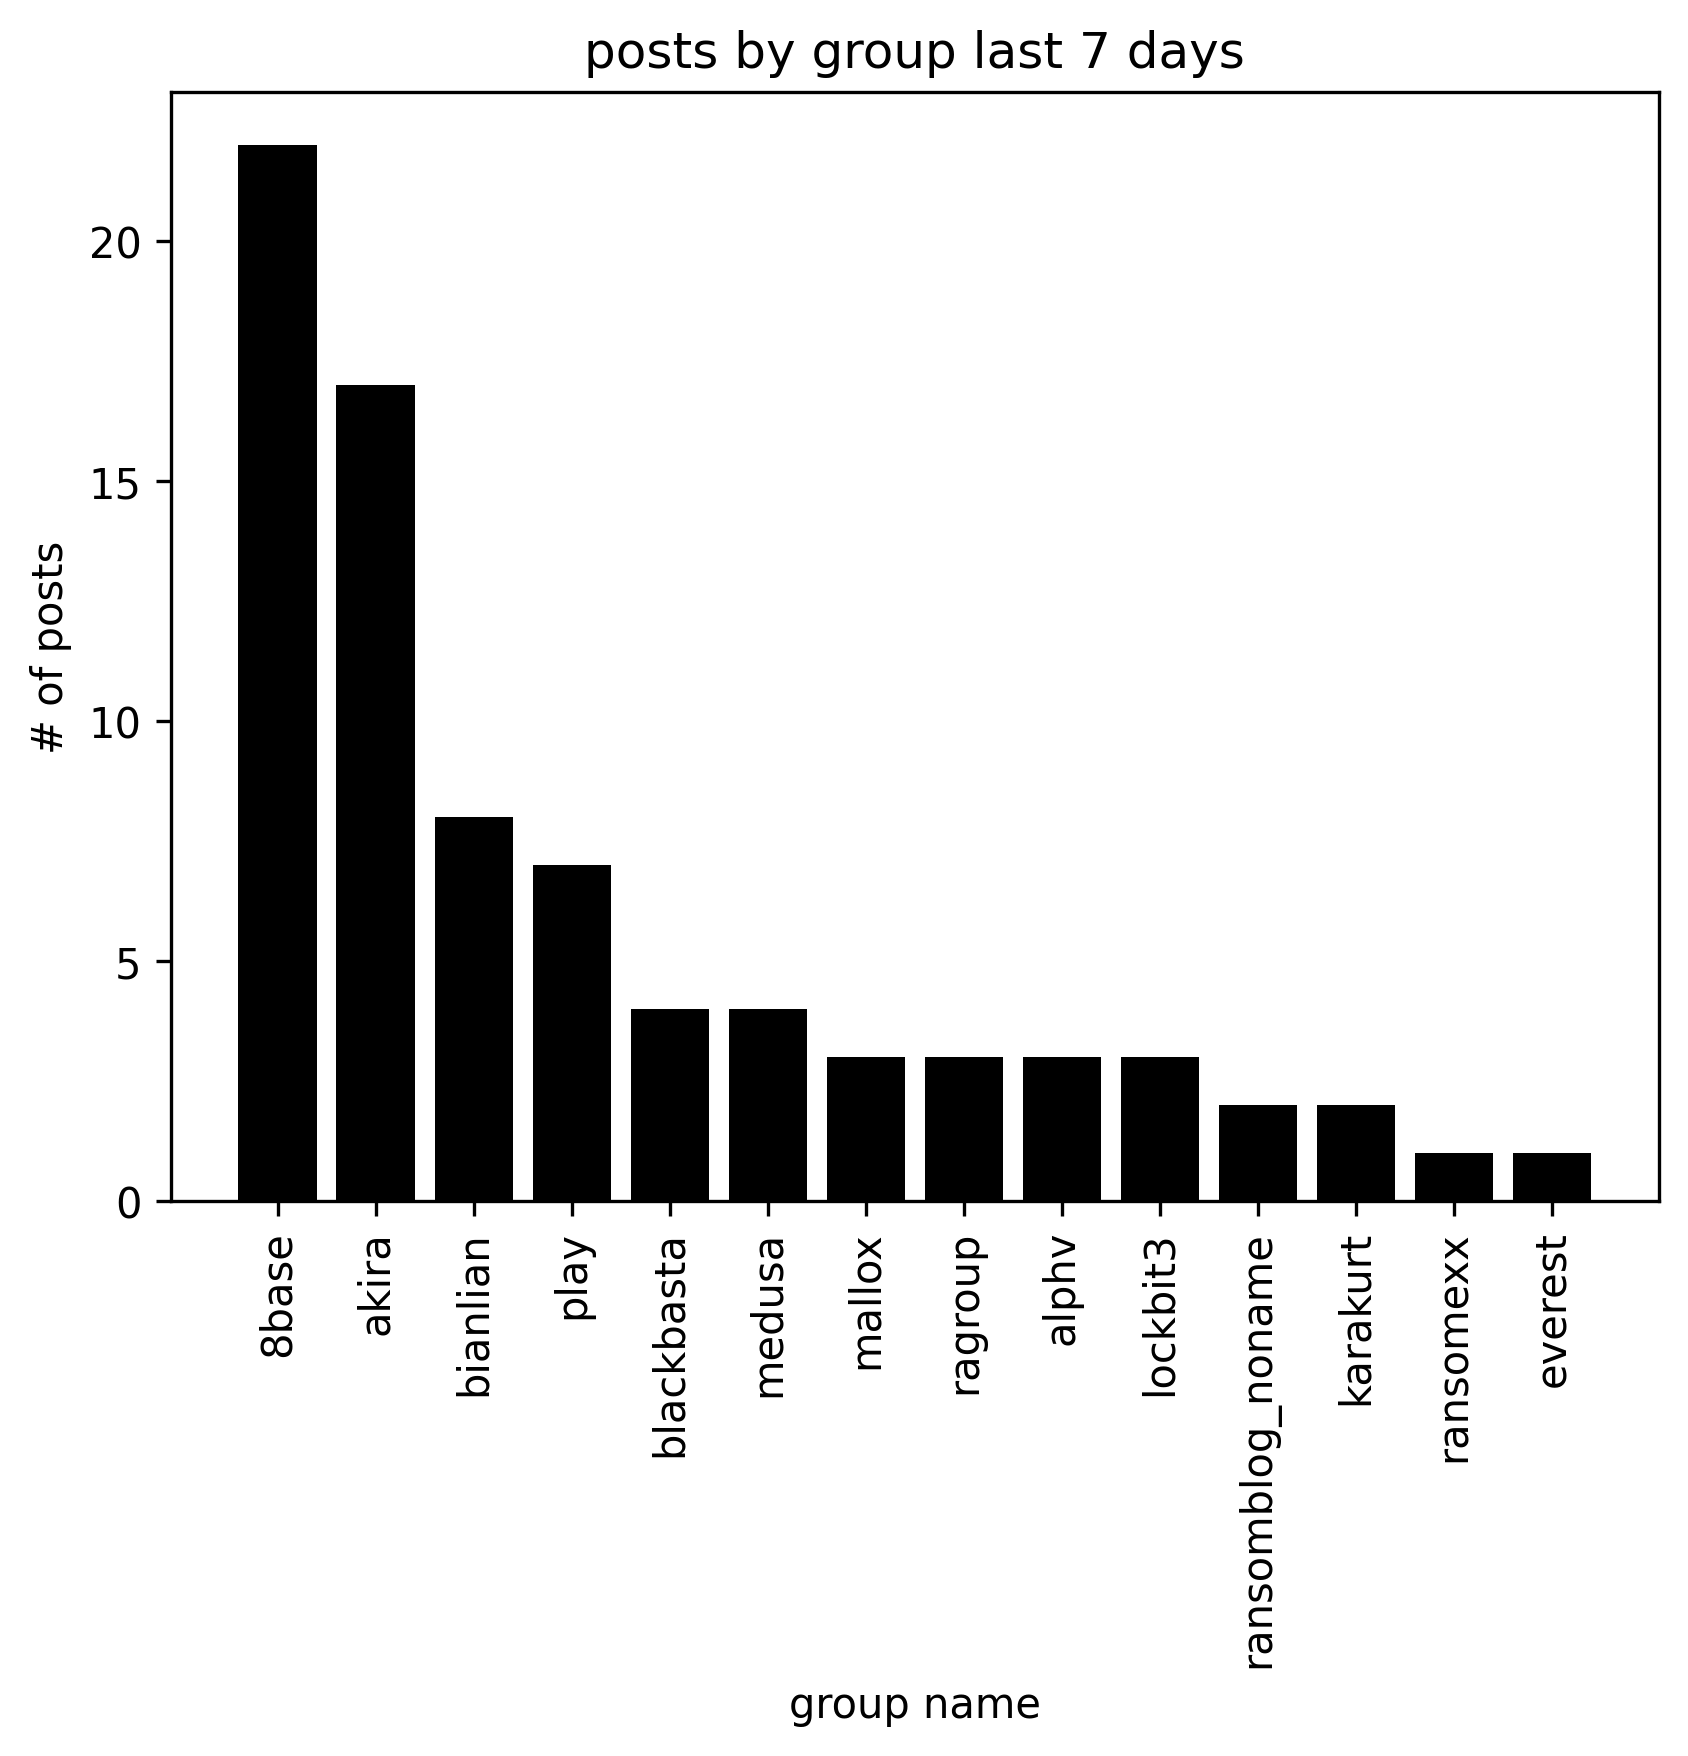 posts by group last 7 days
# of posts
20
15
10
5
0
8base
akira
bianlian
play
blackbasta
medusa
mallox
ragroup
alphv
lockbit3
ransomblog_noname
karakurt
ransomexx
everest
group name